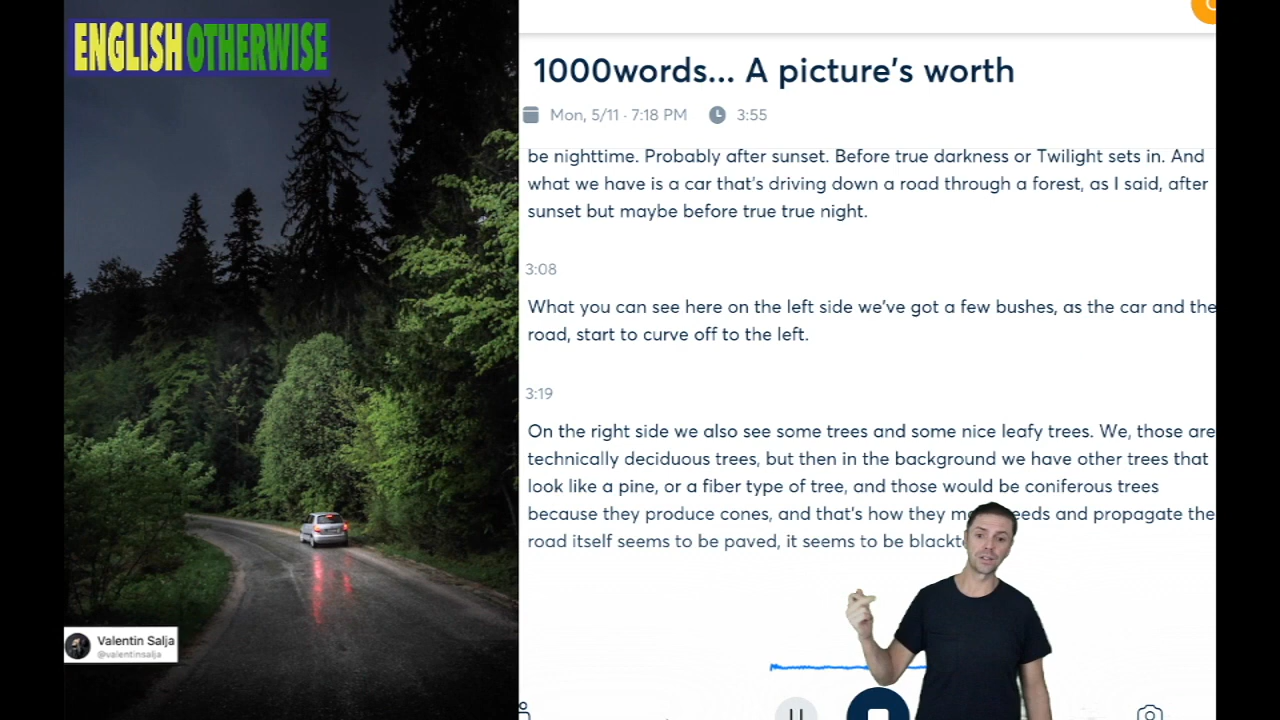 ENGLISH OTHERWISE
1000words... A picture's worth
Mon, 5/11 · 7:18 PM 3:55
be nighttime. Probably after sunset. Before true darkness or Twilight sets in. And
what we have is a car that's driving down a road through a forest, as I said, after
sunset but maybe before true true night.
3:08
What you can see here on the left side we've got a few bushes, as the car and the
road, start to curve off to the left.
3:19
On the right side we also see some trees and some nice leafy trees. We, those are
technically deciduous trees, but then in the background we have other trees that
look like a pine, or a fiber type of tree, and those would be coniferous trees
because they produce cones, and that's how they eeds and propagate the
road itself seems to be paved, it seems to be
Valentin Salja
@valentinsalja